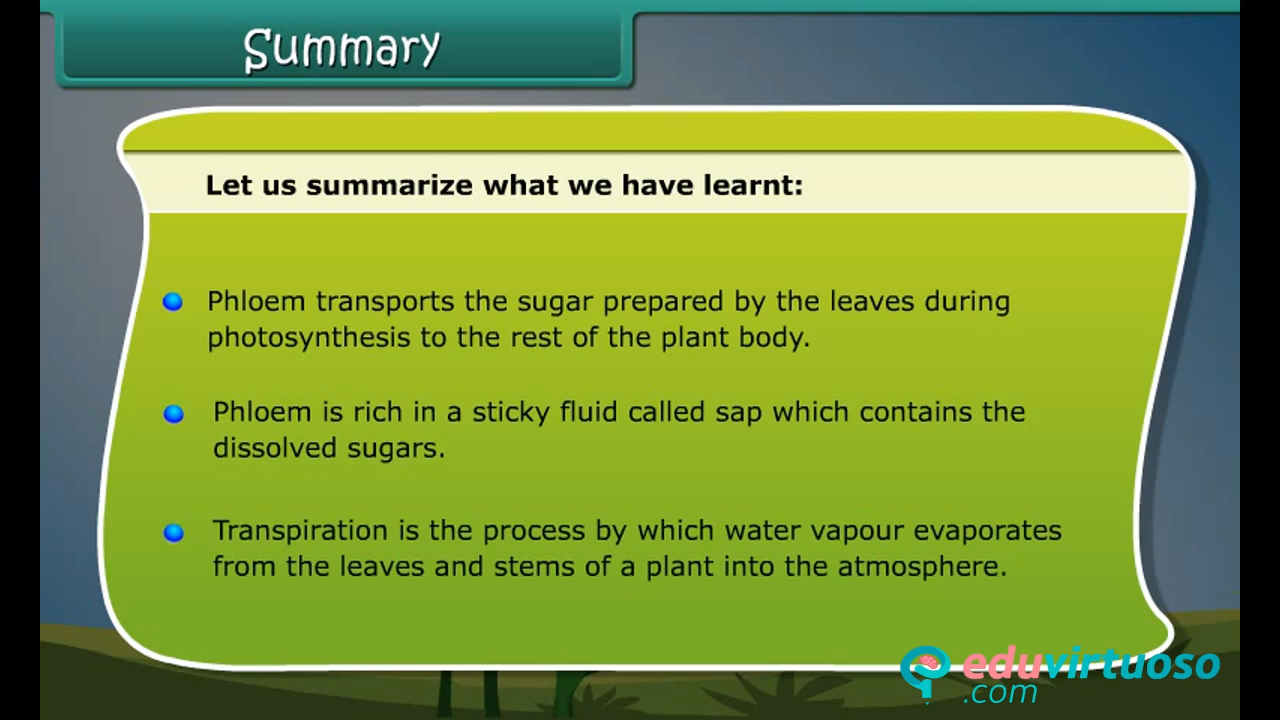 Summary
Let us summarize what we have learnt:
Phloem transports the sugar prepared by the leaves during
photosynthesis to the rest of the plant body.
Phloem is rich in a sticky fluid called sap which contains the
dissolved sugars.
Transpiration is the process by which water vapour evaporates
from the leaves and stems of a plant into the atmosphere.
eduvirtuoso
.com